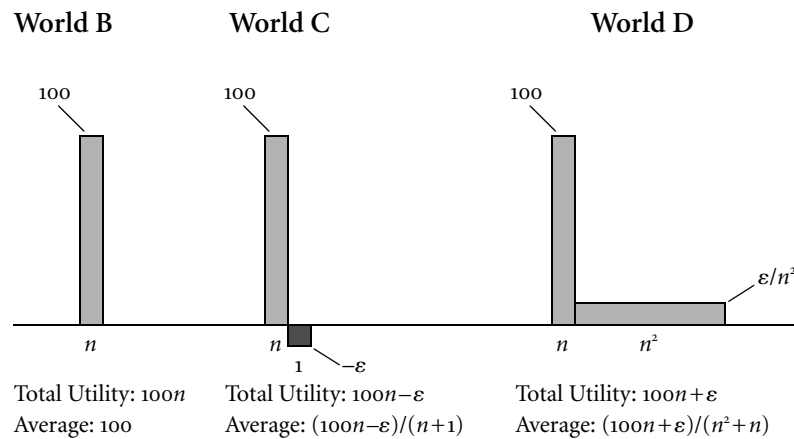 World B
World C
World D
100
100
100
ε/n²
n
n
1
−ε
n
n²
Total Utility: 100n
Average: 100
Total Utility: 100n−ε
Average: (100n−ε)/(n+1)
Total Utility: 100n+ε
Average: (100n+ε)/(n²+n)